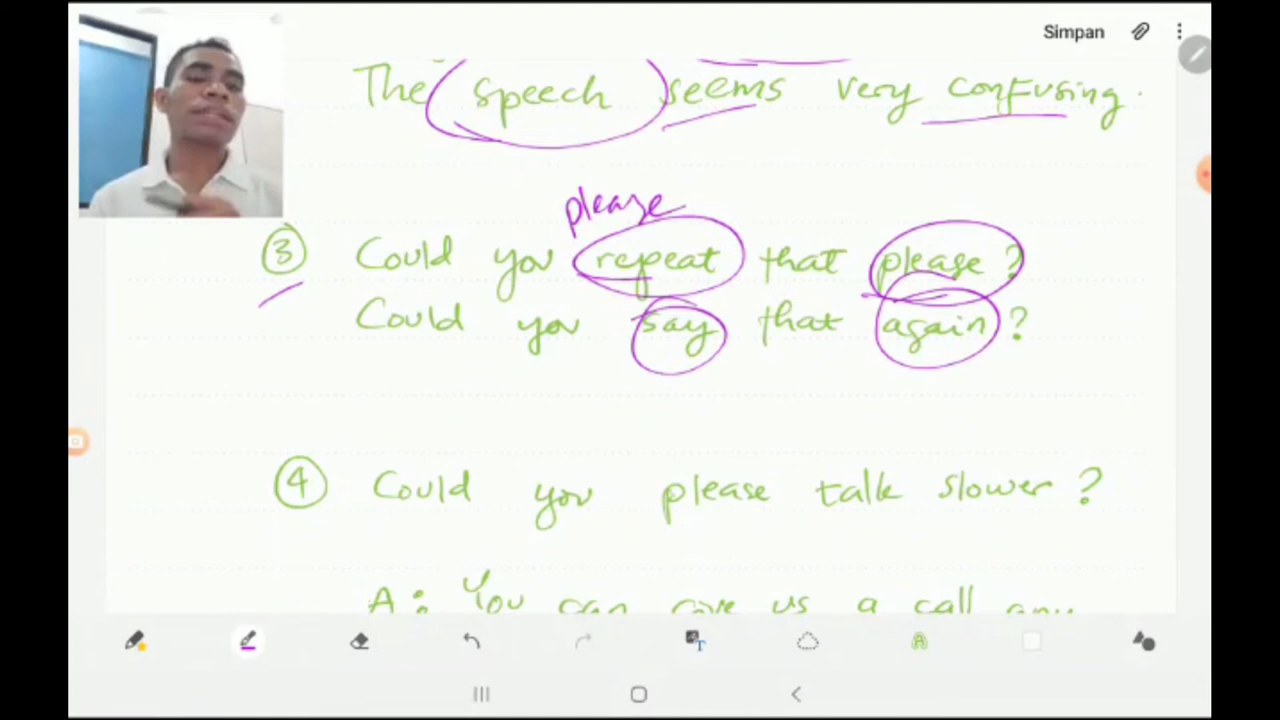 Simpan
The speech seems very confusing.
please
3 Could you repeat that please?
Could you say that again?
4 Could you please talk slower?
A: You can give us a call any